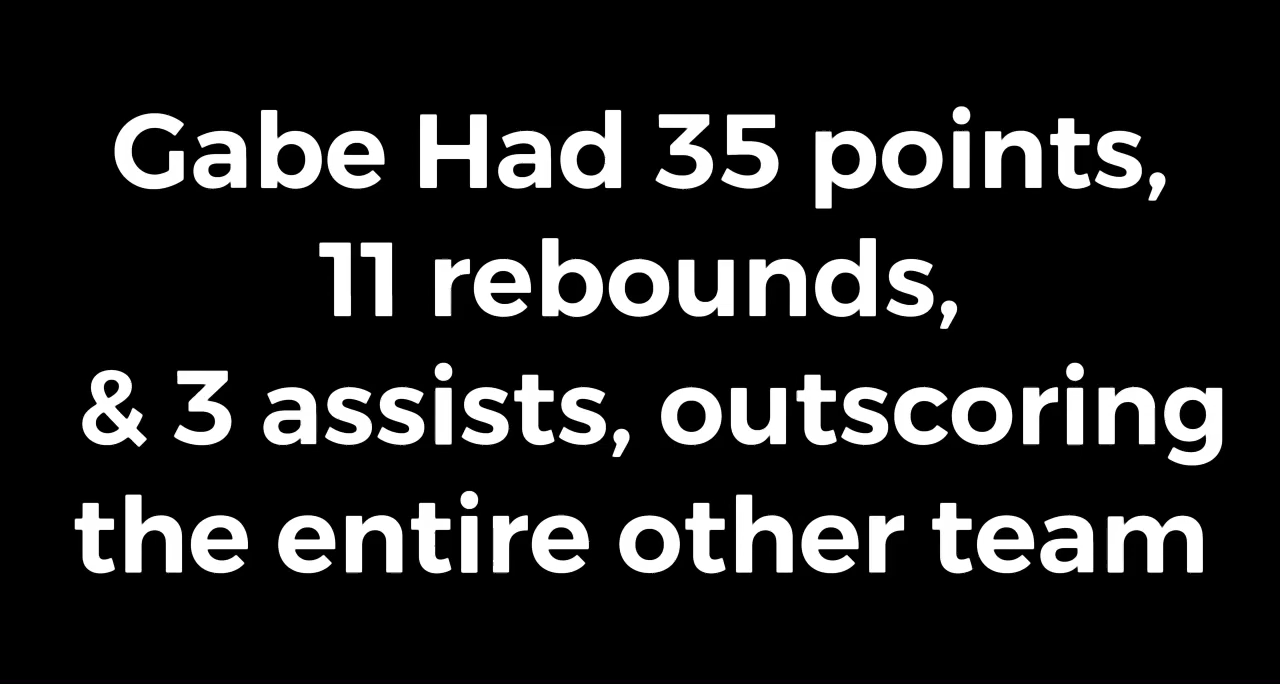 Gabe Had 35 points,
11 rebounds,
& 3 assists, outscoring
the entire other team